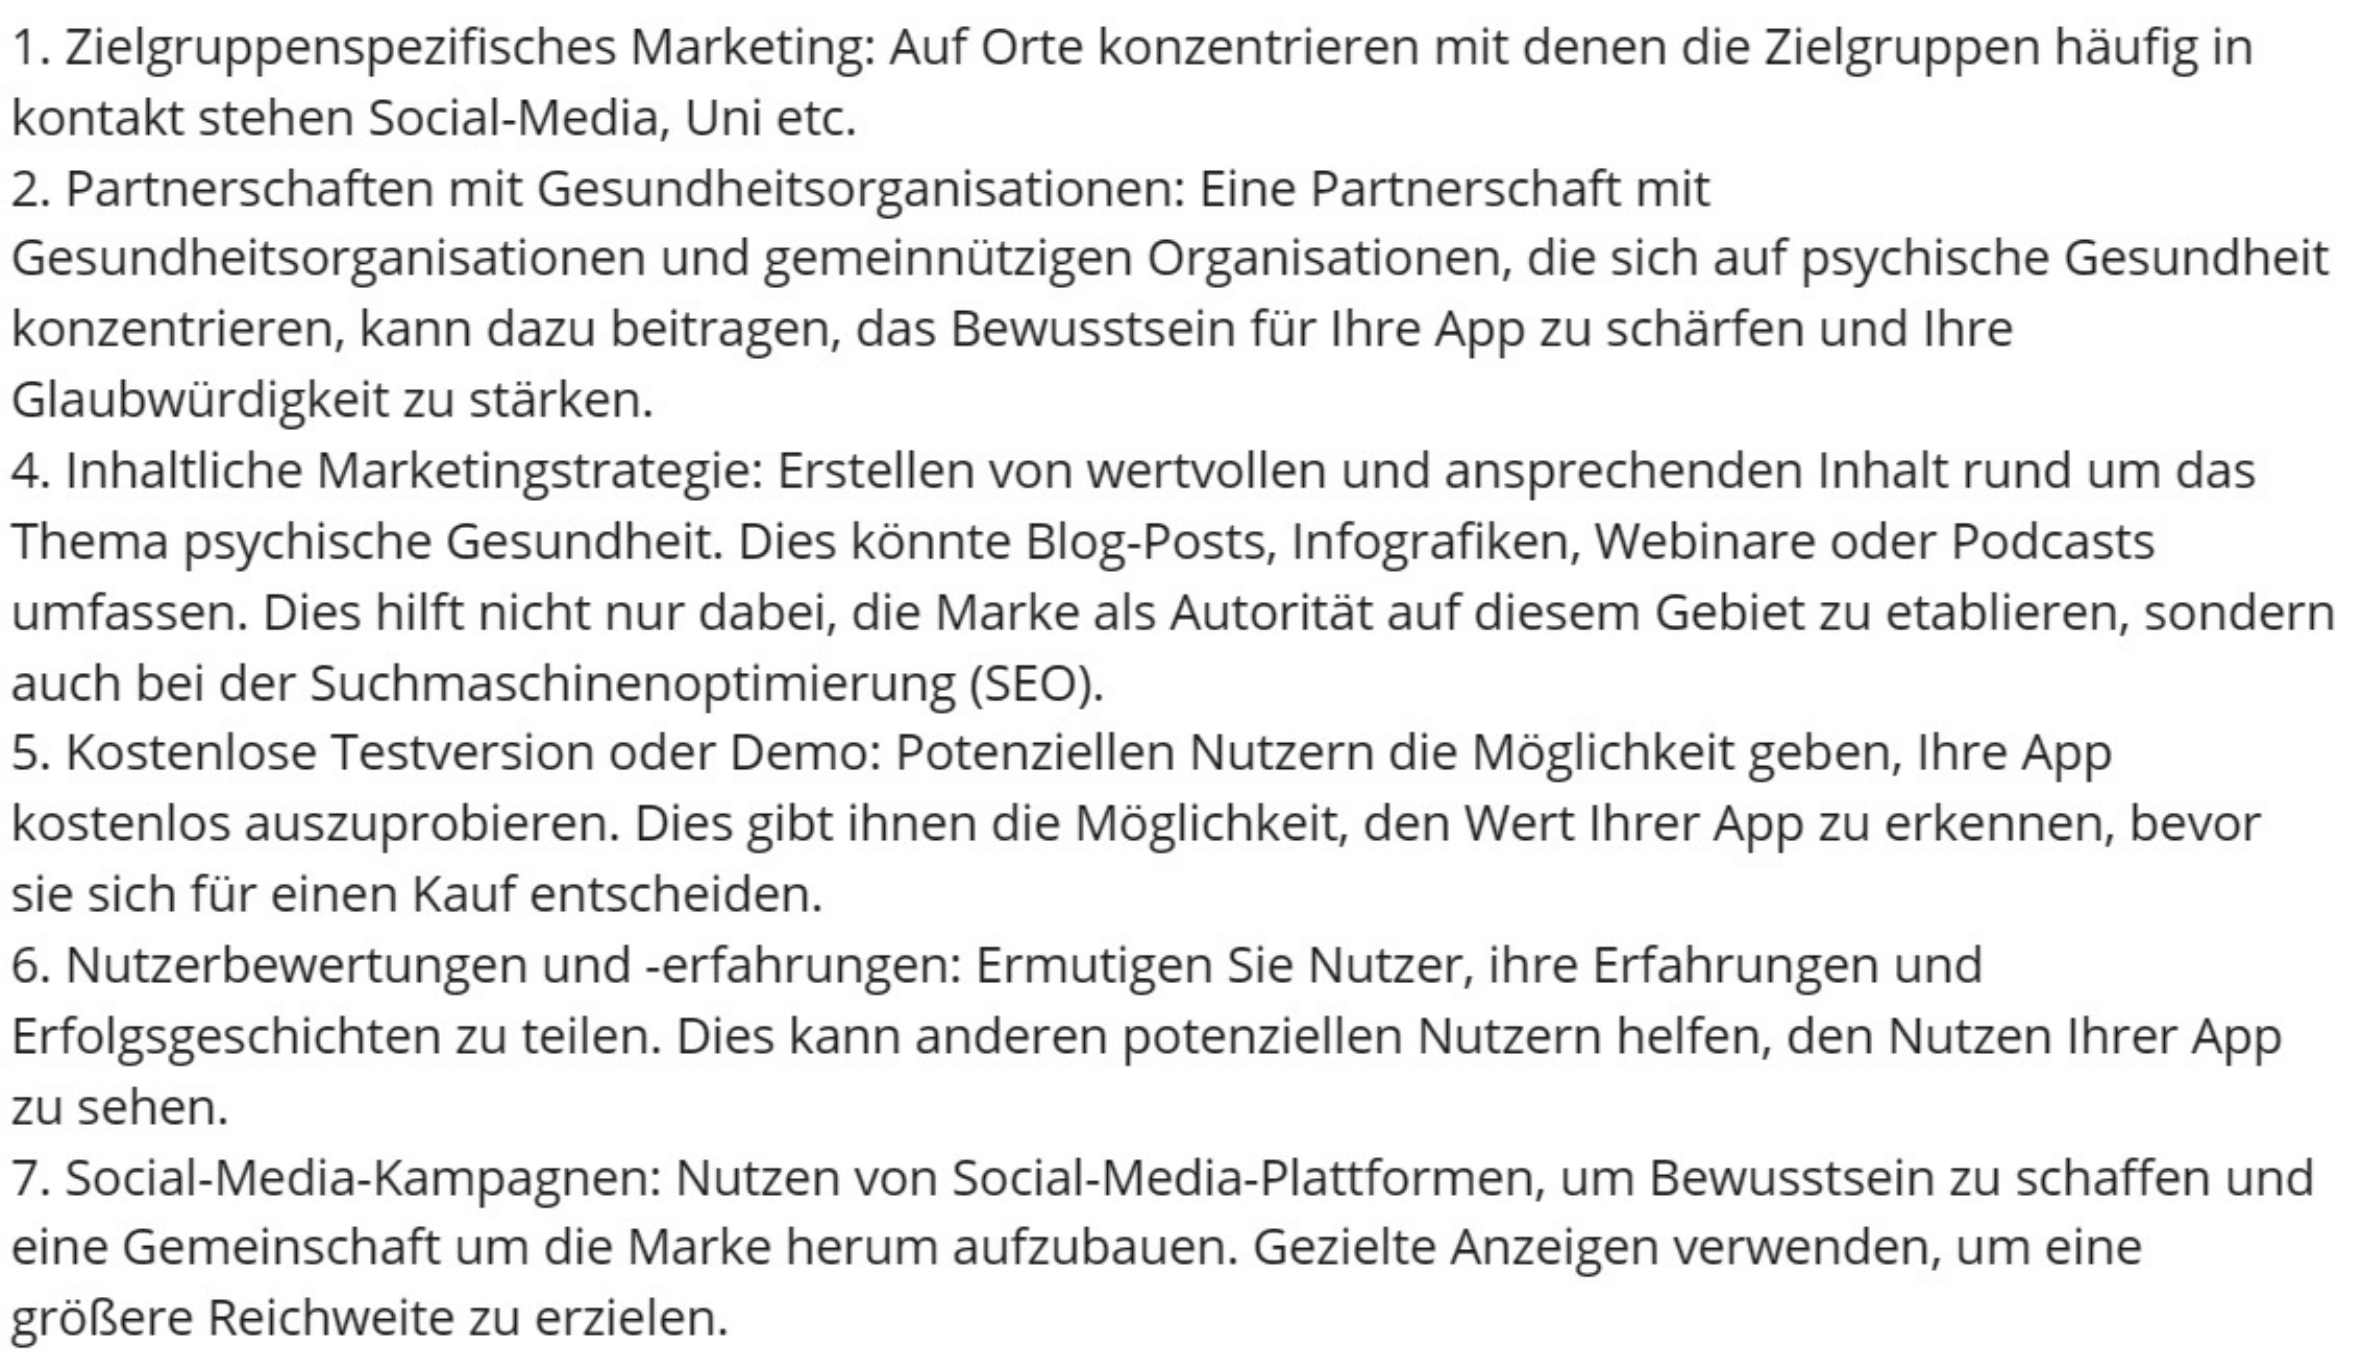 1. Zielgruppenspezifisches Marketing: Auf Orte konzentrieren mit denen die Zielgruppen häufig in
kontakt stehen Social-Media, Uni etc.
2. Partnerschaften mit Gesundheitsorganisationen: Eine Partnerschaft mit
Gesundheitsorganisationen und gemeinnützigen Organisationen, die sich auf psychische Gesundheit
konzentrieren, kann dazu beitragen, das Bewusstsein für Ihre App zu schärfen und Ihre
Glaubwürdigkeit zu stärken.
4. Inhaltliche Marketingstrategie: Erstellen von wertvollen und ansprechenden Inhalt rund um das
Thema psychische Gesundheit. Dies könnte Blog-Posts, Infografiken, Webinare oder Podcasts
umfassen. Dies hilft nicht nur dabei, die Marke als Autorität auf diesem Gebiet zu etablieren, sondern
auch bei der Suchmaschinenoptimierung (SEO).
5. Kostenlose Testversion oder Demo: Potenziellen Nutzern die Möglichkeit geben, Ihre App
kostenlos auszuprobieren. Dies gibt ihnen die Möglichkeit, den Wert Ihrer App zu erkennen, bevor
sie sich für einen Kauf entscheiden.
6. Nutzerbewertungen und -erfahrungen: Ermutigen Sie Nutzer, ihre Erfahrungen und
Erfolgsgeschichten zu teilen. Dies kann anderen potenziellen Nutzern helfen, den Nutzen Ihrer App
zu sehen.
7. Social-Media-Kampagnen: Nutzen von Social-Media-Plattformen, um Bewusstsein zu schaffen und
eine Gemeinschaft um die Marke herum aufzubauen. Gezielte Anzeigen verwenden, um eine
größere Reichweite zu erzielen.